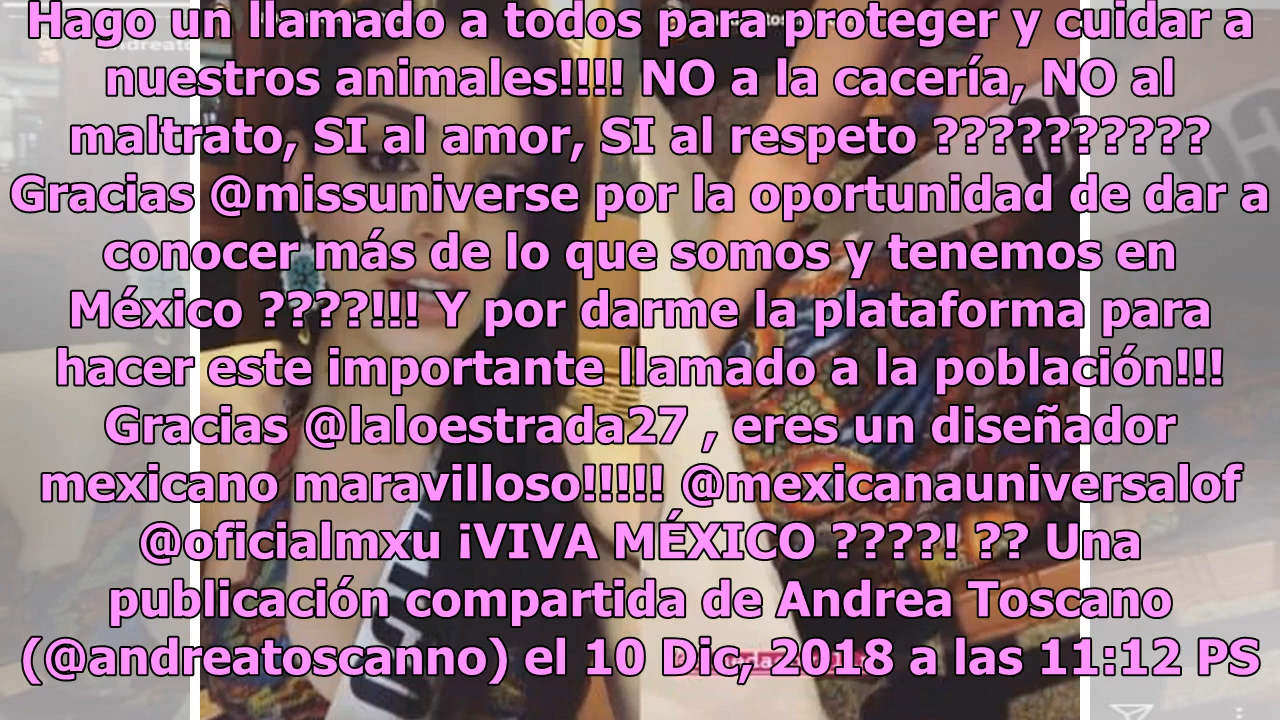 Hago un llamado a todos para proteger y cuidar a
nuestros animales!!!! NO a la cacería, NO al
maltrato, SI al amor, SI al respeto ??????????
Gracias @missuniverse por la oportunidad de dar a
conocer más de lo que somos y tenemos en
México ????!!! Y por darme la plataforma para
hacer este importante llamado a la población!!!
Gracias @laloestrada27 , eres un diseñador
mexicano maravilloso!!!!! @mexicanauniversalof
@oficialmxu ¡VIVA MÉXICO ????! ?? Una
publicación compartida de Andrea Toscano
(@andreatoscanno) el 10 Dic, 2018 a las 11:12 PS